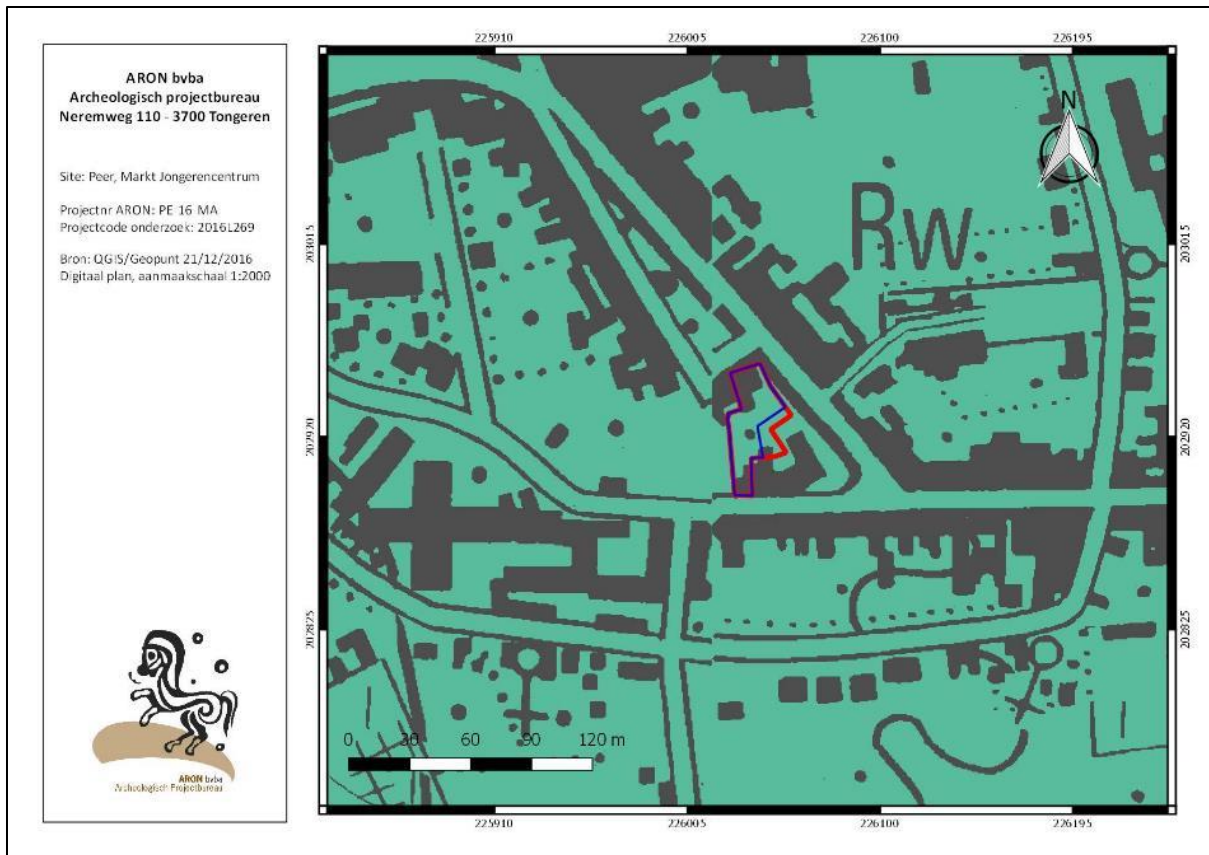 ARON bvba
Archeologisch projectbureau
Neremweg 110 - 3700 Tongeren
Site: Peer, Markt Jongerencentrum
Projectnr ARON: PE 16 MA
Projectcode onderzoek: 2016L269
Bron: QGIS/Geopunt 21/12/2016
Digitaal plan, aanmaakschaal 1:2000
ARON bvba
Archeologisch Projectbureau
225910 226005 226100 226195
203015 203015
202920 202920
202825 202825
N
Rw
0 30 60 90 120 m
225910 226005 226100 226195